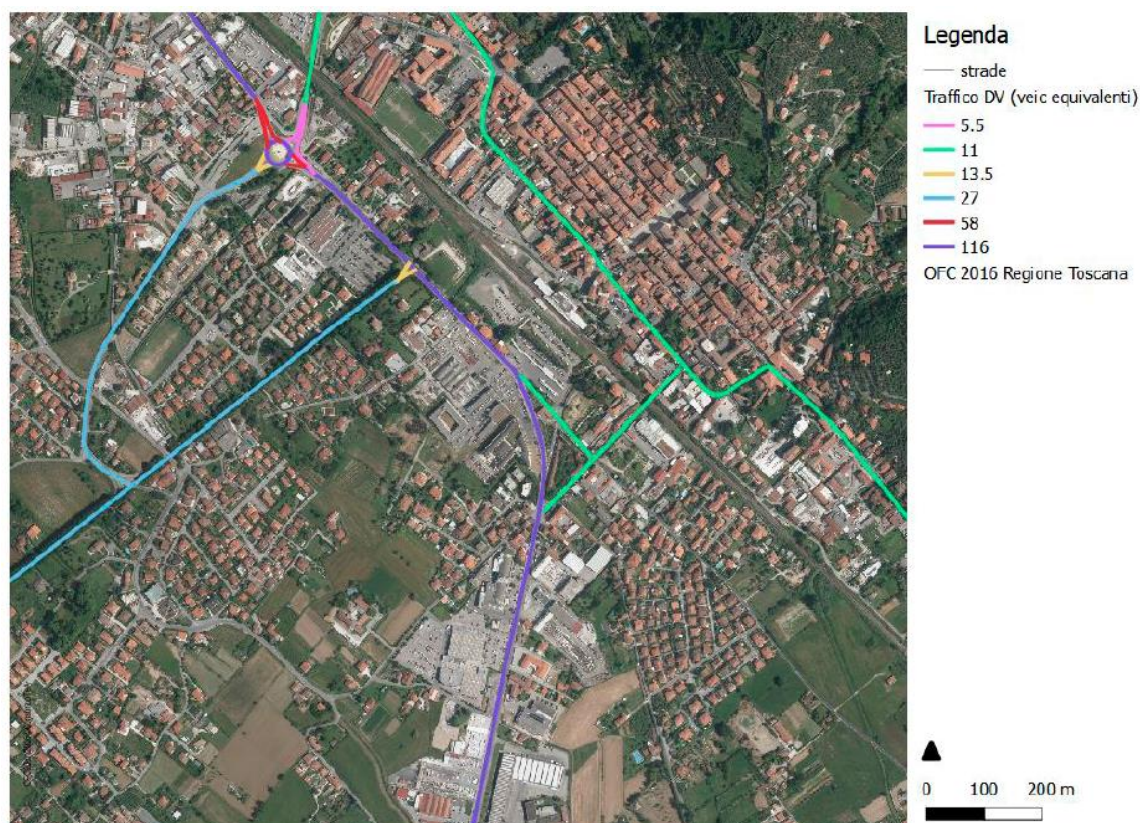 Legenda
strade
Traffico DV (veic equivalenti)
5.5
11
13.5
27
58
116
OFC 2016 Regione Toscana
0 100 200 m